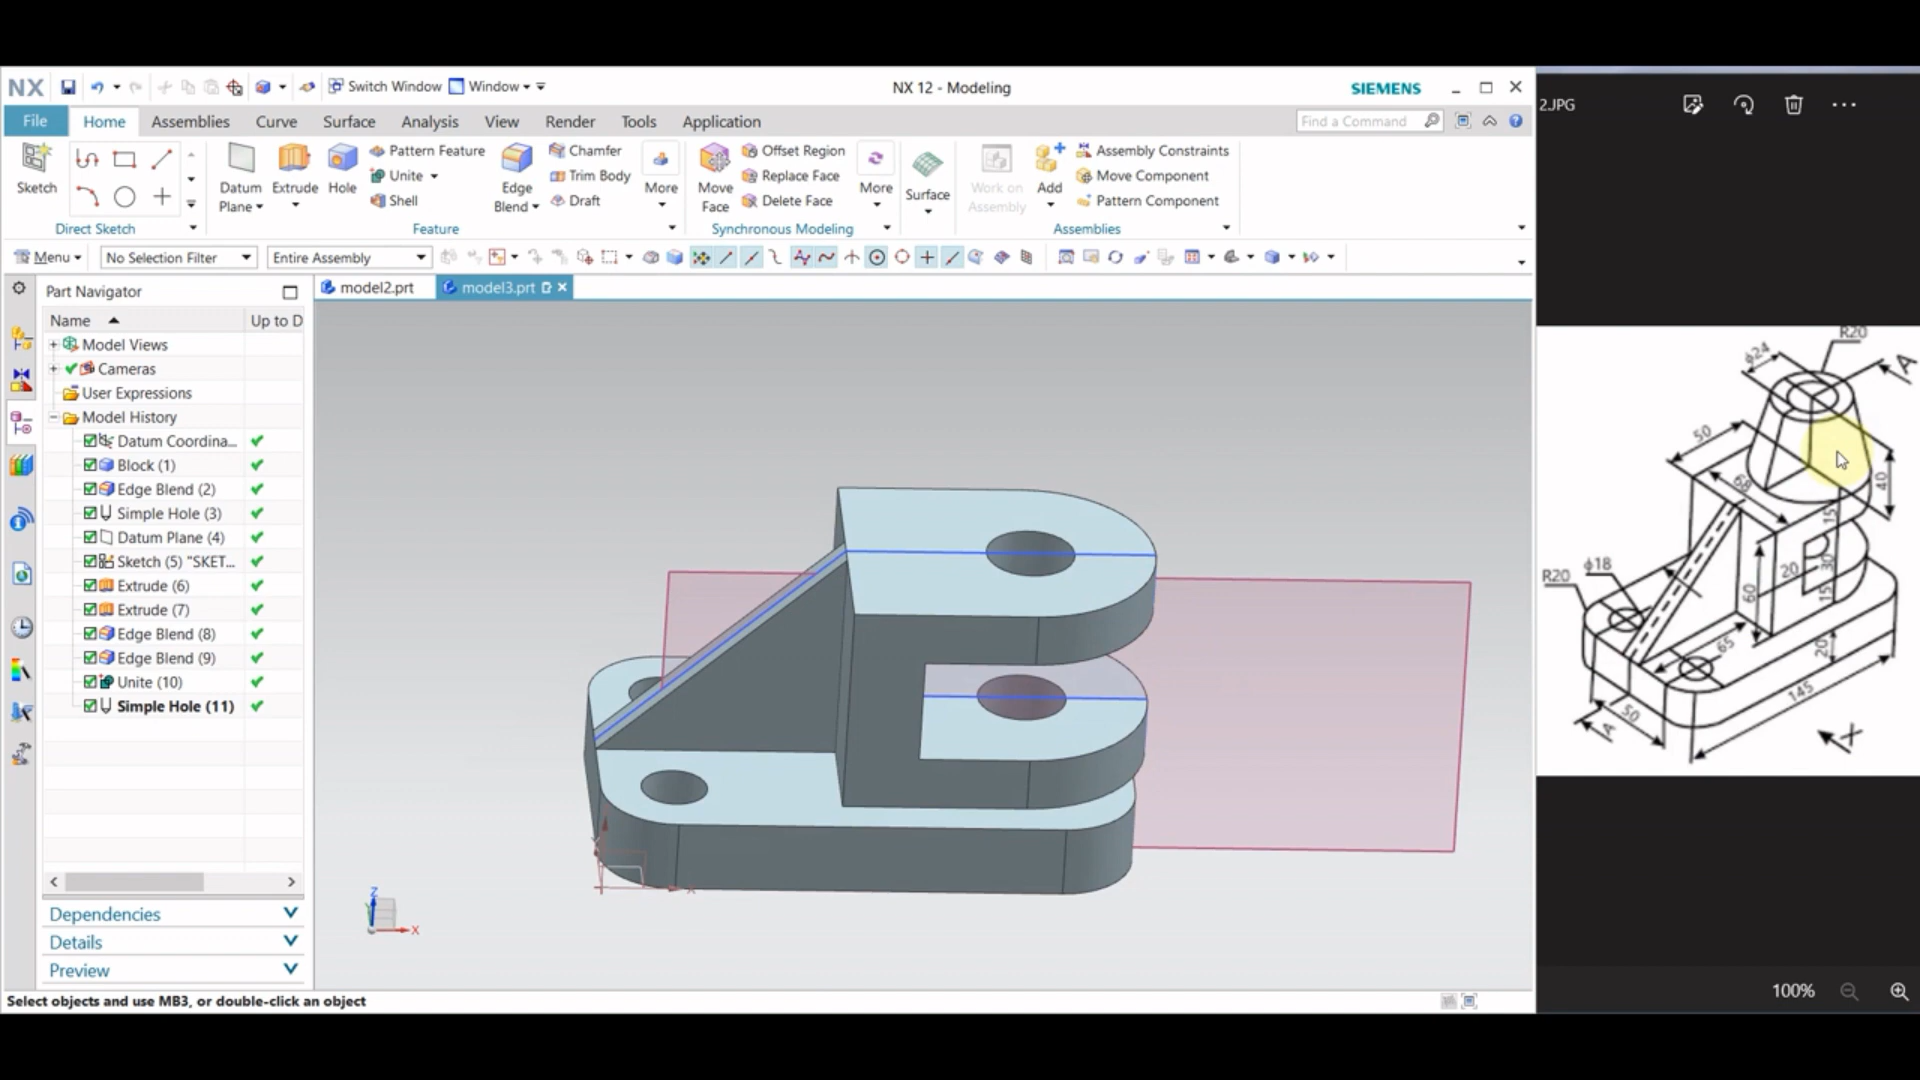 NX Switch Window Window NX 12 - Modeling SIEMENS
File Home Assemblies Curve Surface Analysis View Render Tools Application Find a Command
Sketch
Direct Sketch
Datum Plane
Extrude
Hole
Pattern Feature
Unite
Shell
Edge Blend
Chamfer
Trim Body
Draft
More
Feature
Move Face
Offset Region
Replace Face
Delete Face
More
Synchronous Modeling
Surface
Work on Assembly
Add
Assembly Constraints
Move Component
Pattern Component
Assemblies
Menu No Selection Filter Entire Assembly
Part Navigator
model2.prt model3.prt
Name Up to D
Model Views
Cameras
User Expressions
Model History
Datum Coordina...
Block (1)
Edge Blend (2)
Simple Hole (3)
Datum Plane (4)
Sketch (5) "SKET...
Extrude (6)
Extrude (7)
Edge Blend (8)
Edge Blend (9)
Unite (10)
Simple Hole (11)
Dependencies
Details
Preview
Z
X
X
Select objects and use MB3, or double-click an object
2.JPG
R20
ϕ24
A
50
68
40
15
ϕ18
R20
20
30
60
15
65
20
145
50
A
X
100%